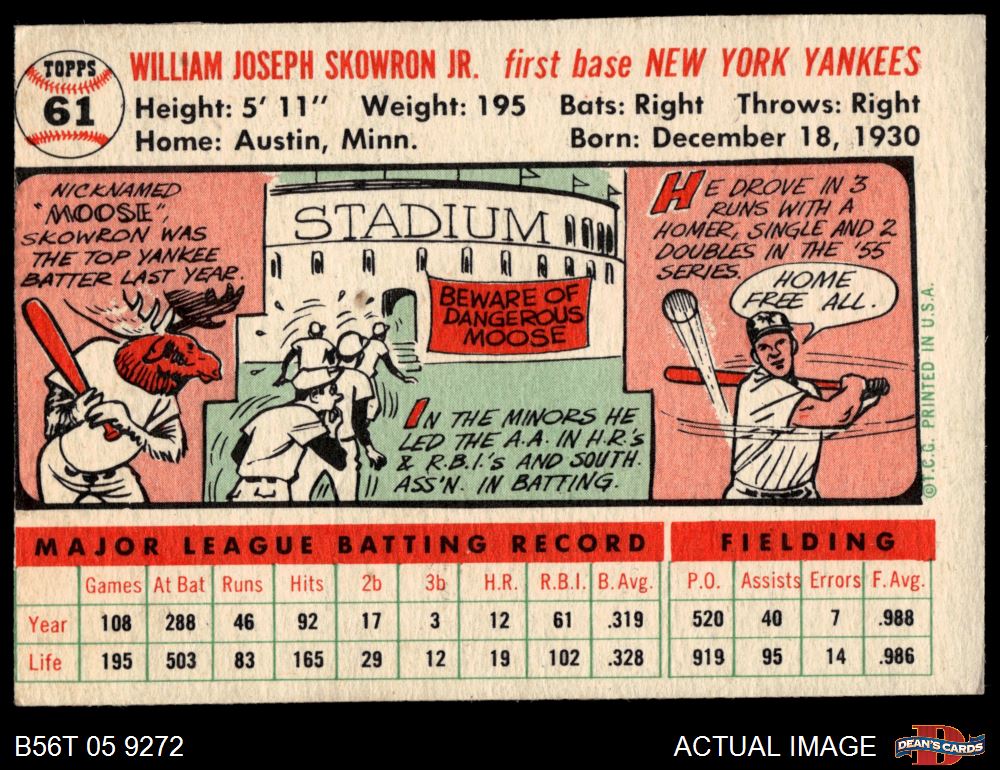 TOPPS
61
WILLIAM JOSEPH SKOWRON JR. first base NEW YORK YANKEES
Height: 5' 11" Weight: 195 Bats: Right Throws: Right
Home: Austin, Minn. Born: December 18, 1930
NICKNAMED
"MOOSE",
SKOWRON WAS
THE TOP YANKEE
BATTER LAST YEAR.
STADIUM
BEWARE OF
DANGEROUS
MOOSE
IN THE MINORS HE
LED THE A.A. IN H.R.'s
& R.B.I.'s AND SOUTH.
ASS'N. IN BATTING.
HE DROVE IN 3
RUNS WITH A
HOMER, SINGLE AND 2
DOUBLES IN THE '55
SERIES.
HOME
FREE ALL.
©T.C.G. PRINTED IN U.S.A.
MAJOR LEAGUE BATTING RECORD FIELDING
Games At Bat Runs Hits 2b 3b H.R. R.B.I. B. Avg. P.O. Assists Errors F. Avg.
Year 108 288 46 92 17 3 12 61 .319 520 40 7 .988
Life 195 503 83 165 29 12 19 102 .328 919 95 14 .986
B56T 05 9272
ACTUAL IMAGE
D
DEAN'S CARDS